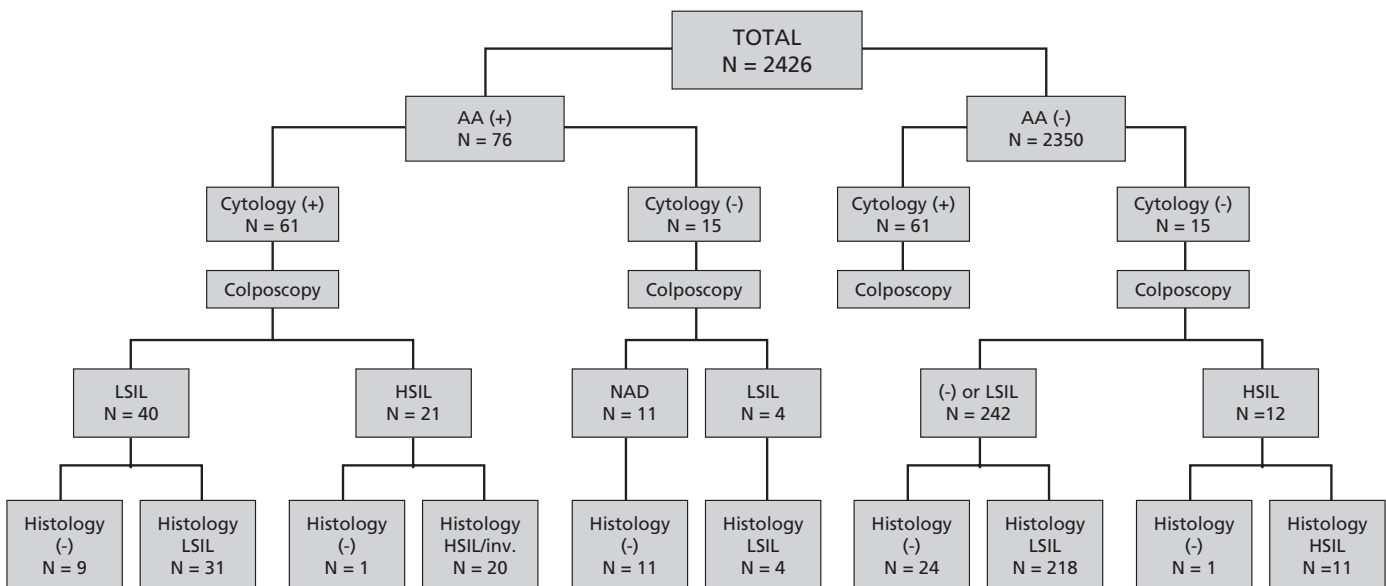 TOTAL
N = 2426
AA (+)
N = 76
AA (-)
N = 2350
Cytology (+)
N = 61
Cytology (-)
N = 15
Cytology (+)
N = 61
Cytology (-)
N = 15
Colposcopy
Colposcopy
Colposcopy
Colposcopy
LSIL
N = 40
HSIL
N = 21
NAD
N = 11
LSIL
N = 4
(-) or LSIL
N = 242
HSIL
N =12
Histology
(-)
N = 9
Histology
LSIL
N = 31
Histology
(-)
N = 1
Histology
HSIL/inv.
N = 20
Histology
(-)
N = 11
Histology
LSIL
N = 4
Histology
(-)
N = 24
Histology
LSIL
N = 218
Histology
(-)
N = 1
Histology
HSIL
N =11